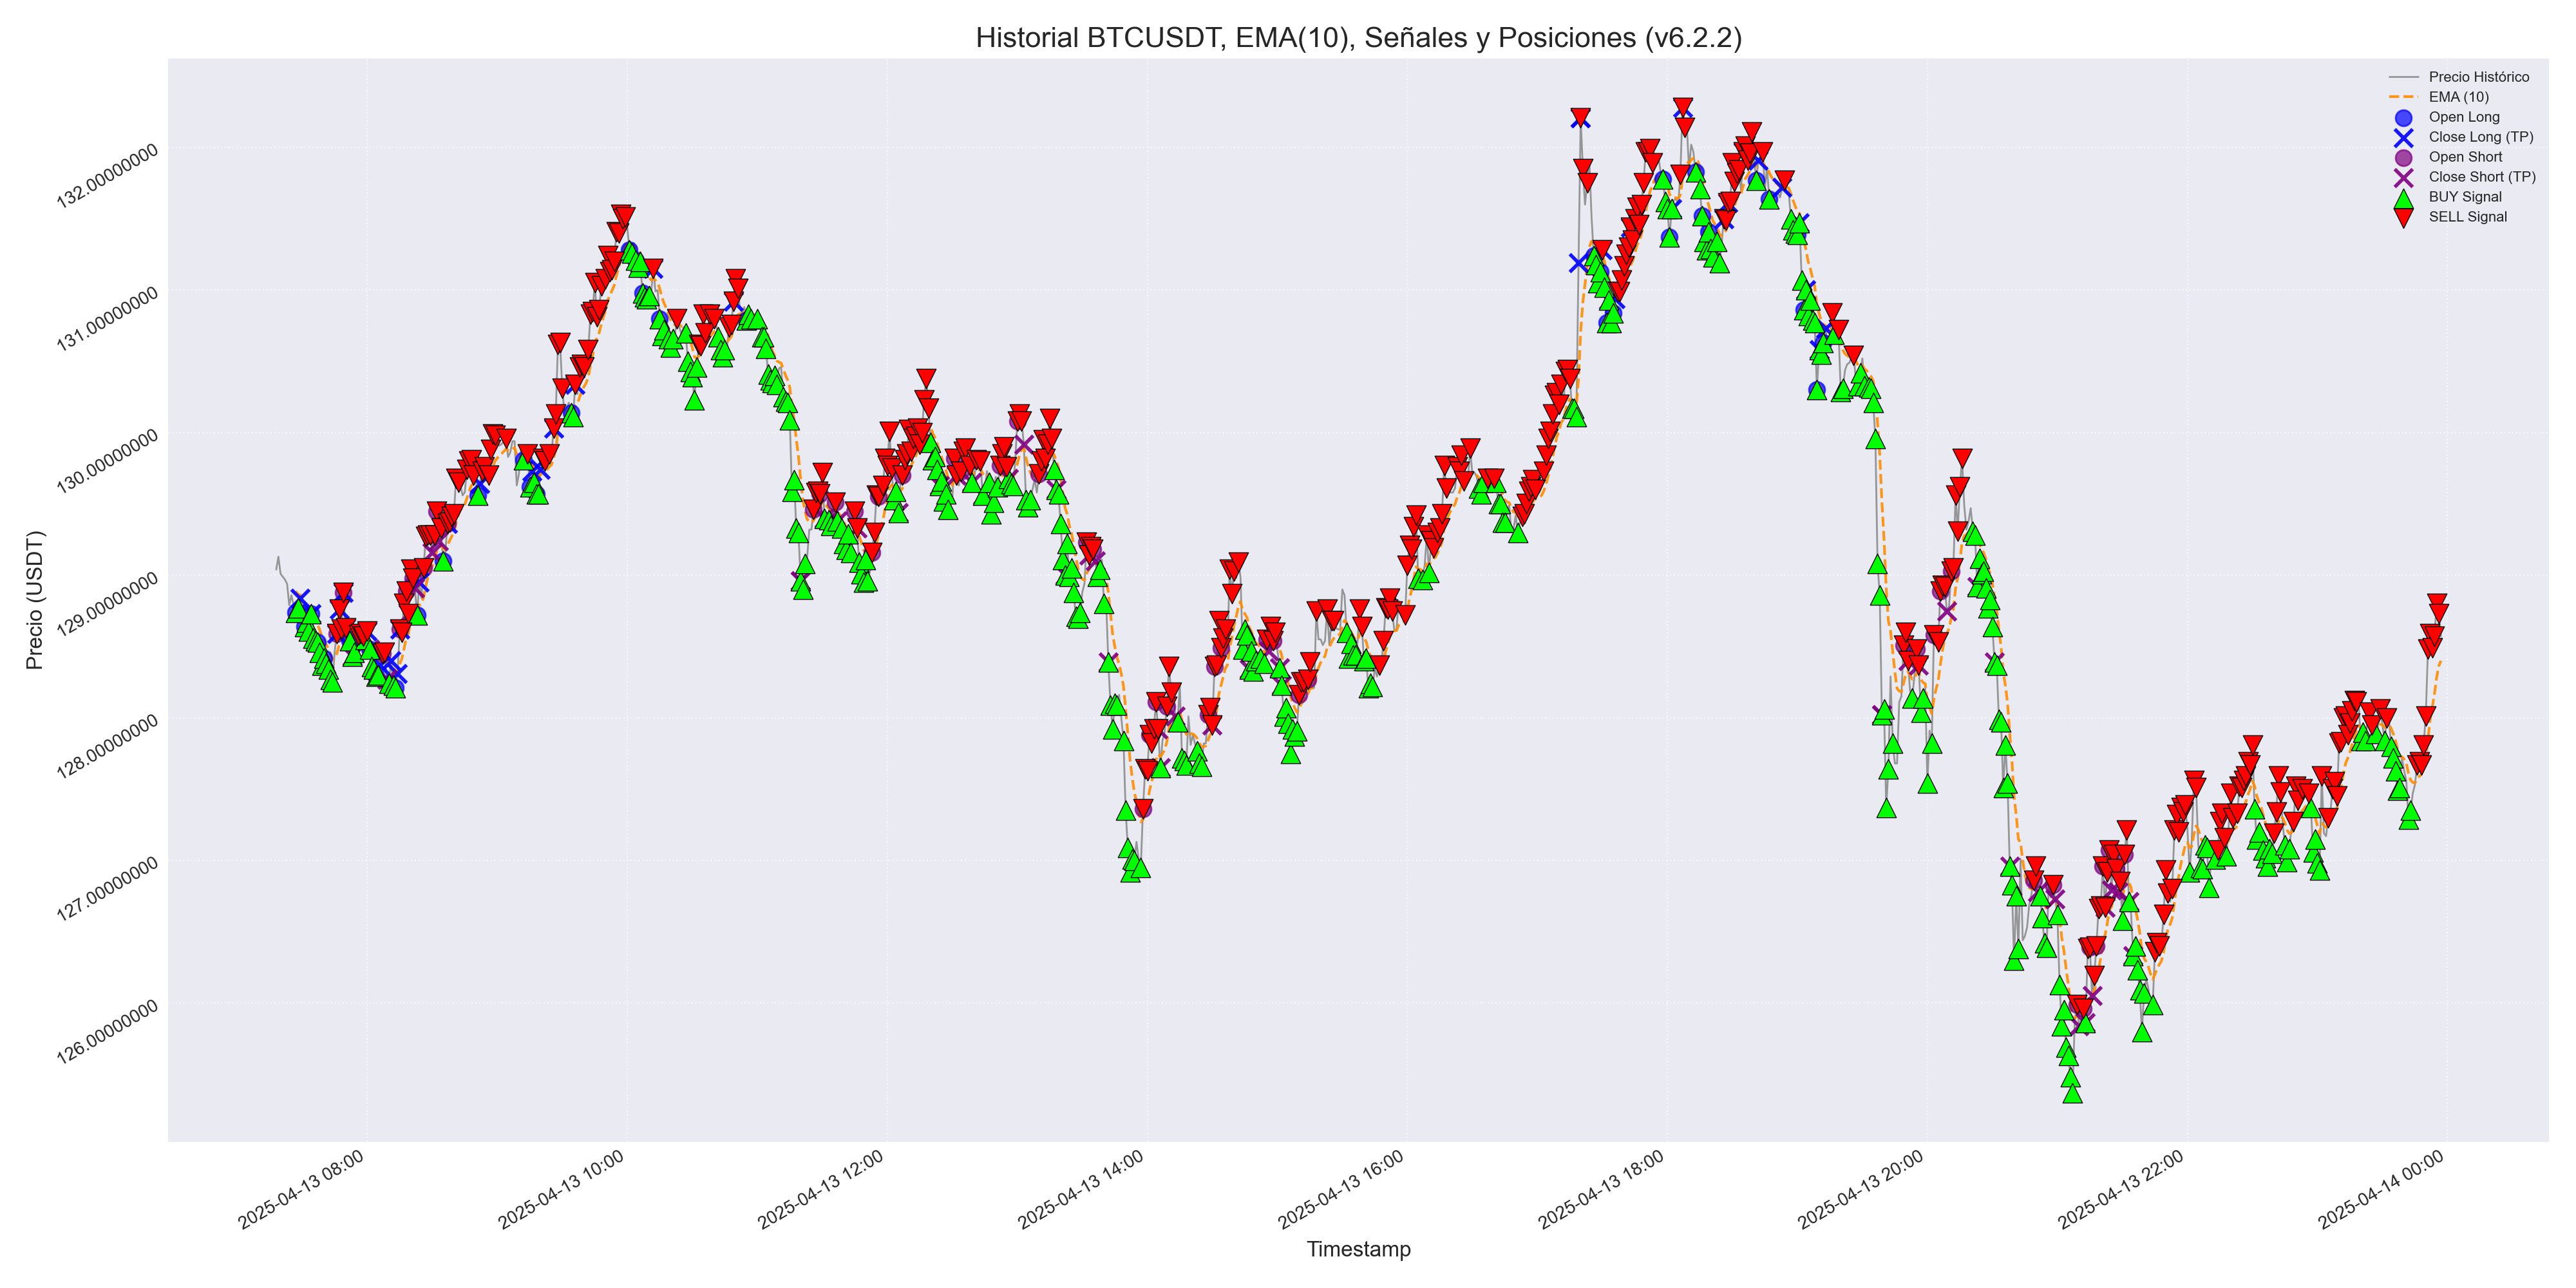 Historial BTCUSDT, EMA(10), Señales y Posiciones (v6.2.2)
Precio Histórico
EMA (10)
Open Long
Close Long (TP)
Open Short
Close Short (TP)
BUY Signal
SELL Signal
Precio (USDT)
132.00000000
131.00000000
130.00000000
129.00000000
128.00000000
127.00000000
126.00000000
2025-04-13 08:00
2025-04-13 10:00
2025-04-13 12:00
2025-04-13 14:00
2025-04-13 16:00
2025-04-13 18:00
2025-04-13 20:00
2025-04-13 22:00
2025-04-14 00:00
Timestamp